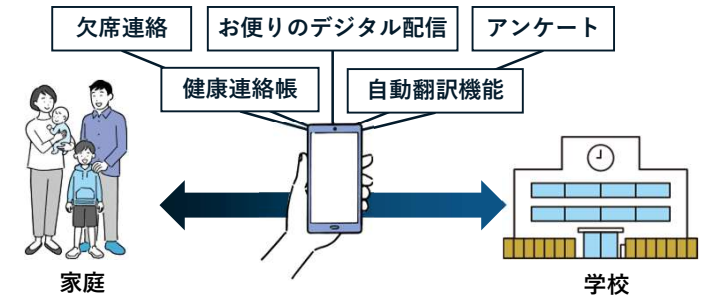 欠席連絡
お便りのデジタル配信
アンケート
健康連絡帳
自動翻訳機能
家庭
学校